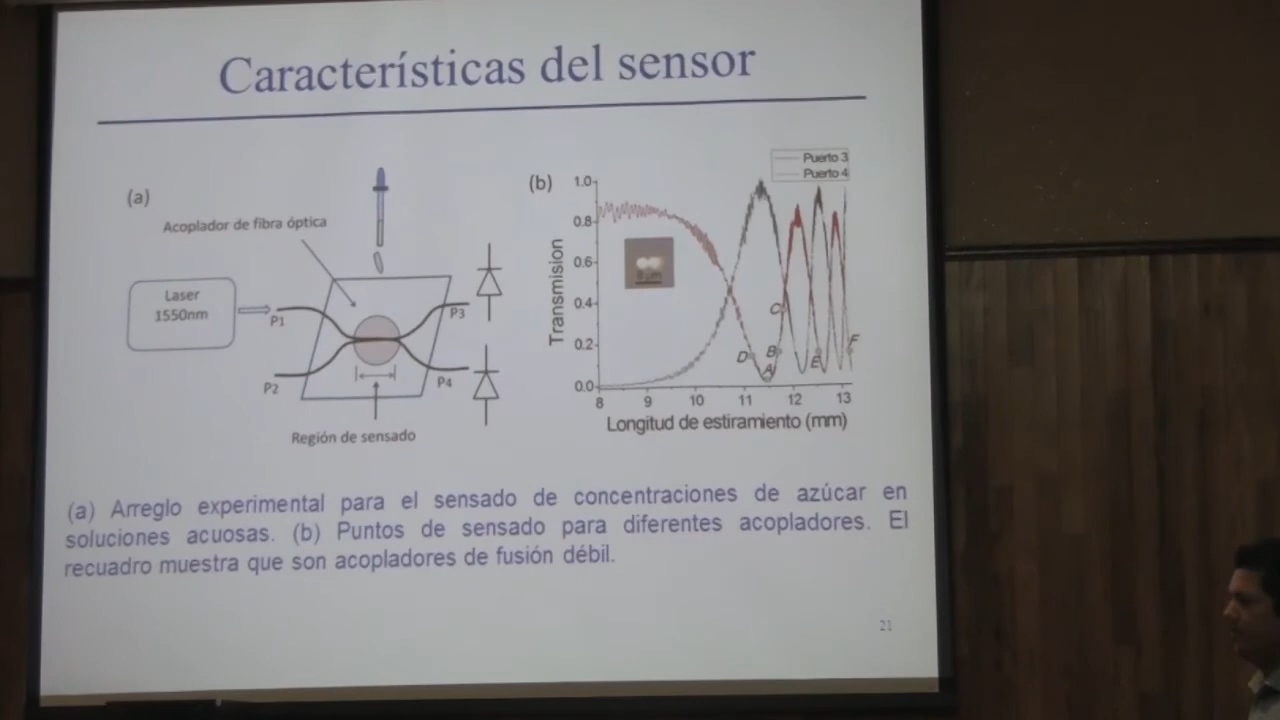 Características del sensor
(a)
Acoplador de fibra óptica
Laser
1550nm
P1
P2
P3
P4
Región de sensado
(b)
Puerto 3
Puerto 4
Transmision
1.0
0.8
0.6
0.4
0.2
0.0
8 9 10 11 12 13
D
A
B
C
E
F
Longitud de estiramiento (mm)
(a) Arreglo experimental para el sensado de concentraciones de azúcar en
soluciones acuosas. (b) Puntos de sensado para diferentes acopladores. El
recuadro muestra que son acopladores de fusión débil.
21